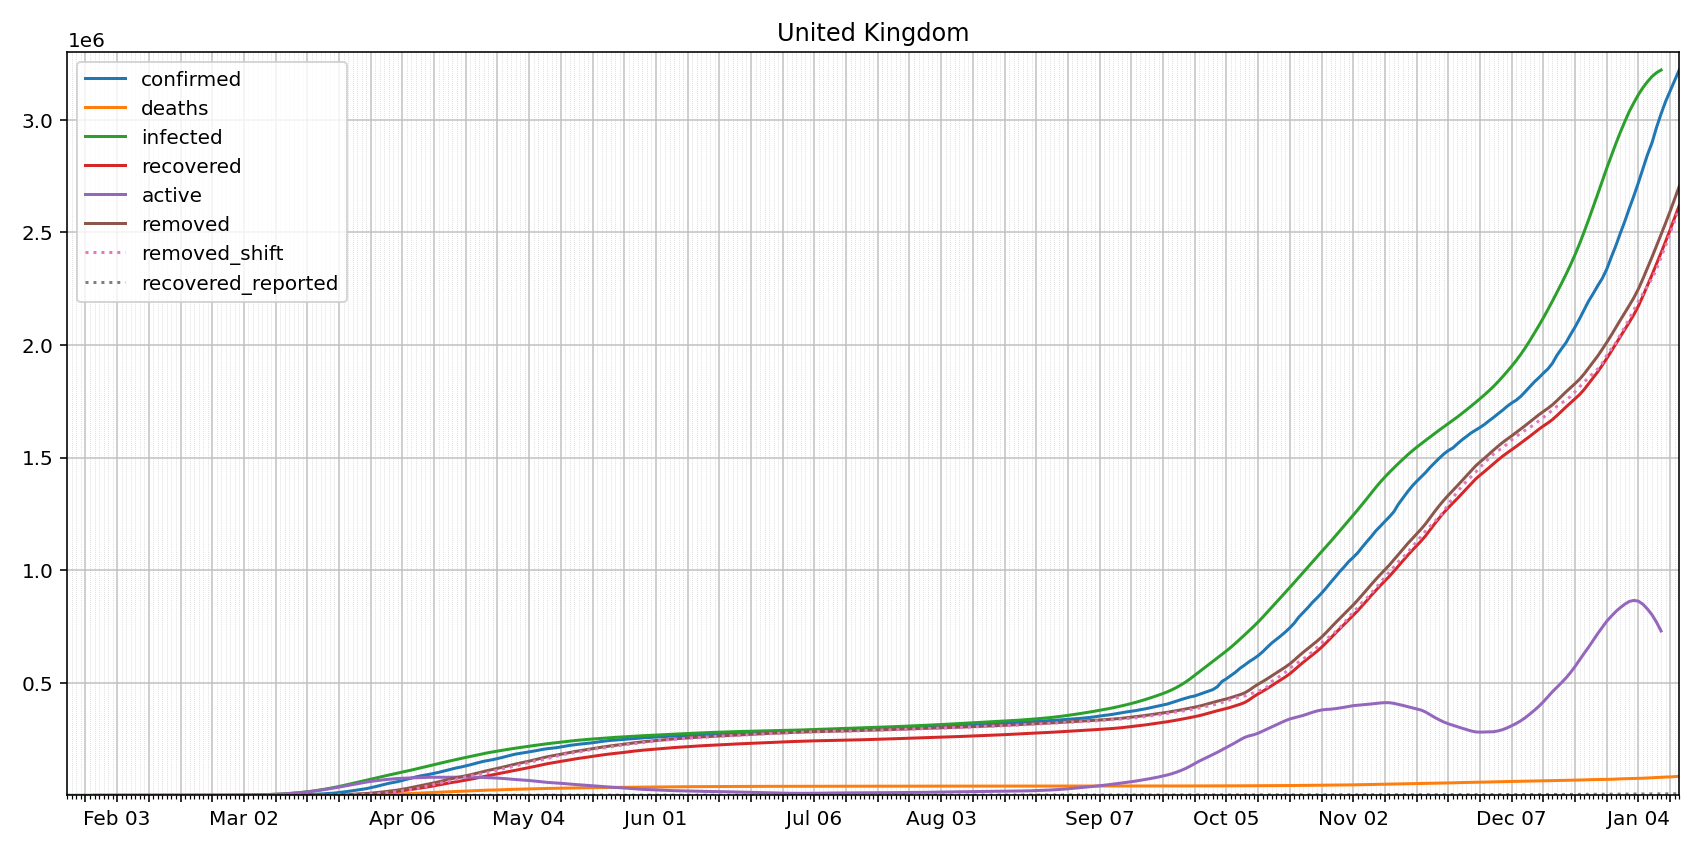 United Kingdom
1e6
confirmed
deaths
infected
recovered
active
removed
removed_shift
recovered_reported
3.0
2.5
2.0
1.5
1.0
0.5
Feb 03 Mar 02 Apr 06 May 04 Jun 01 Jul 06 Aug 03 Sep 07 Oct 05 Nov 02 Dec 07 Jan 04